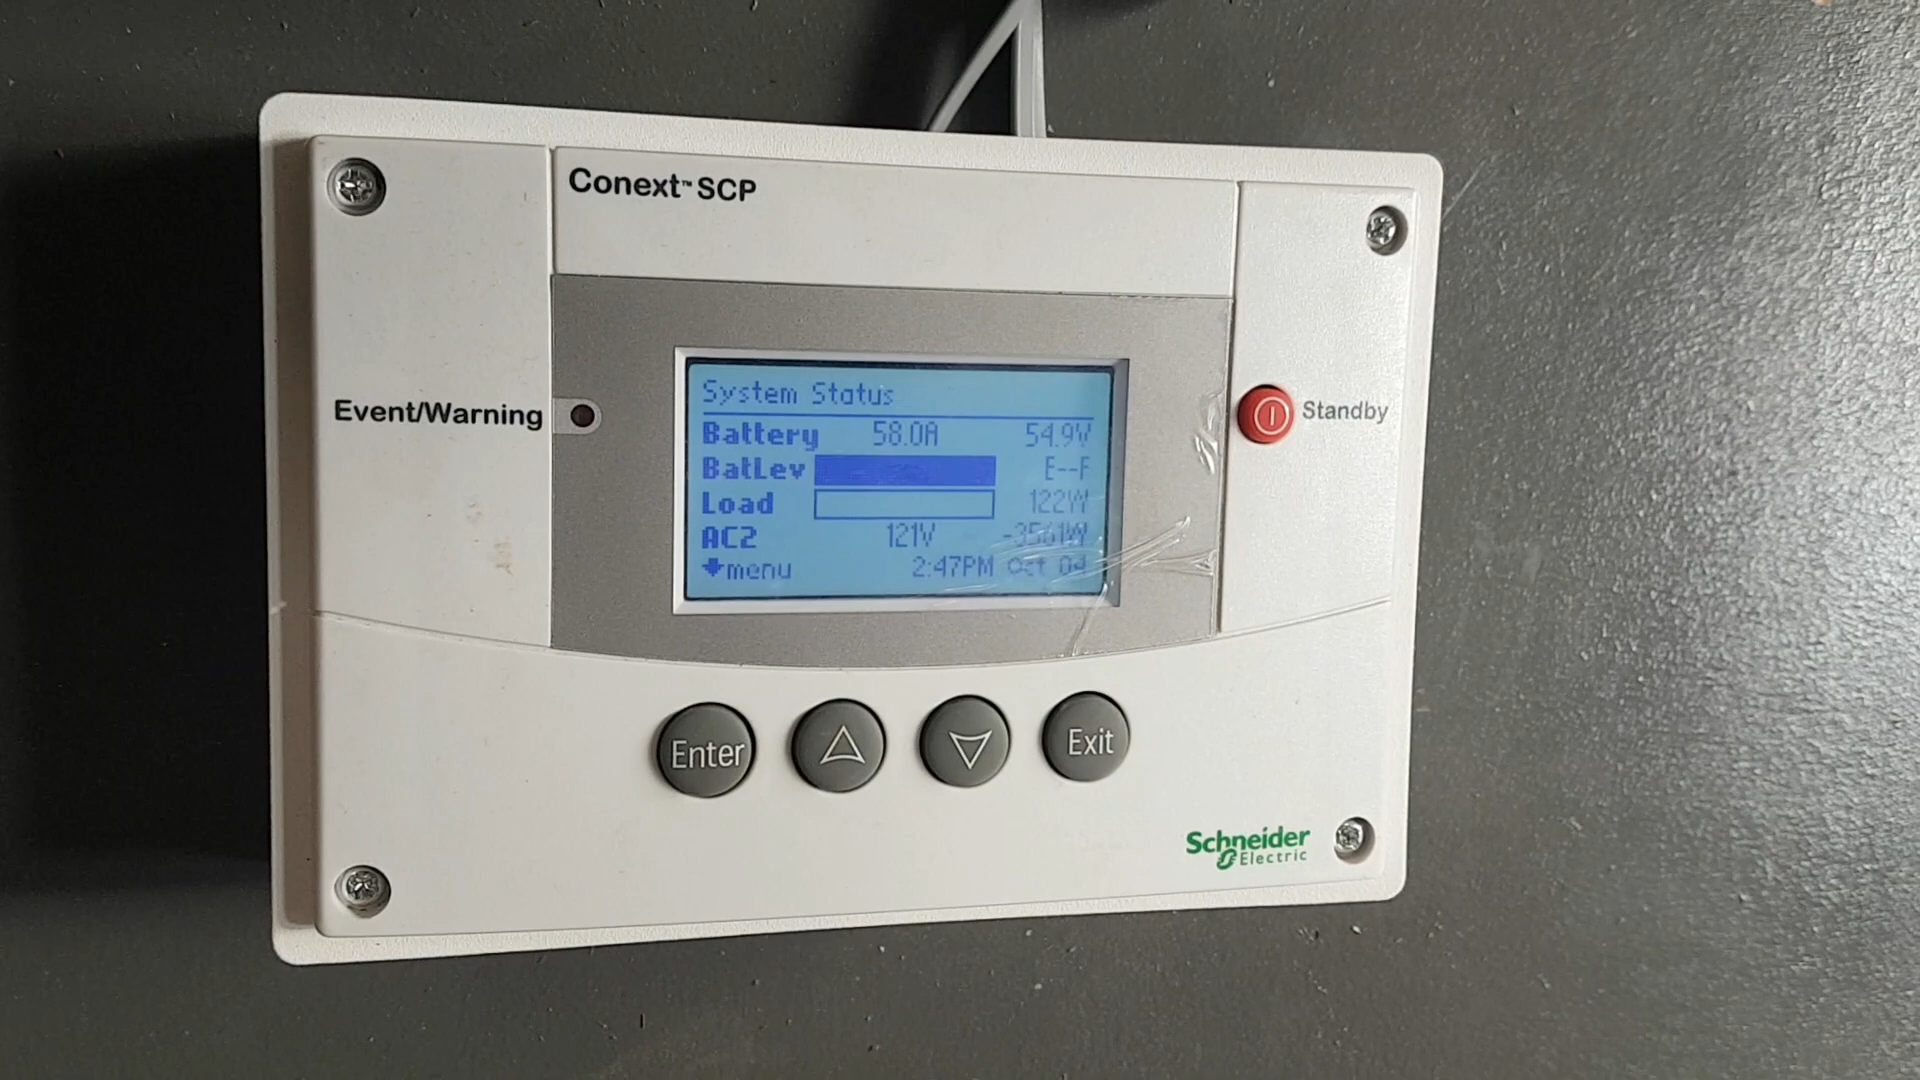 Conext™ SCP
Event/Warning
System Status
Battery 58.0A 54.9V
BatLev E--F
Load 122W
AC2 121V -3561W
menu 2:47PM Oct 04
Standby
Enter
Exit
Schneider
Electric